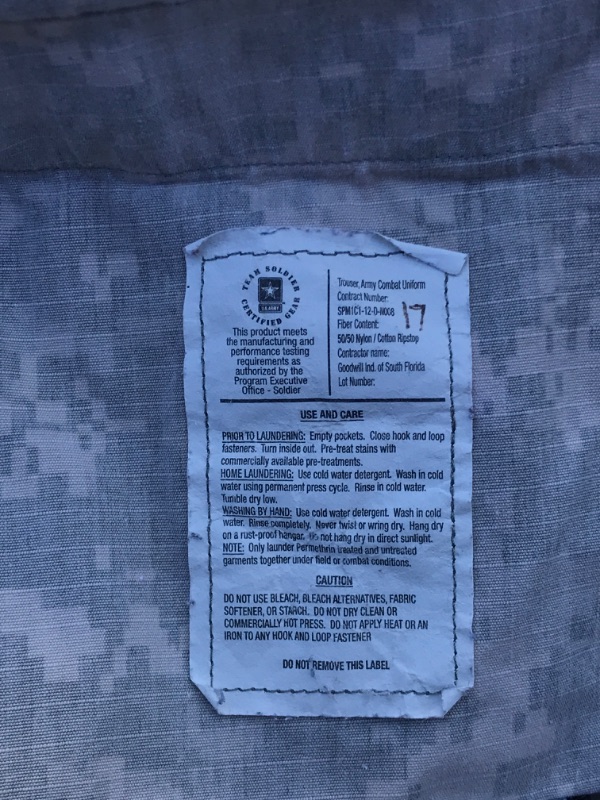 TEAM SOLDIER
U.S. ARMY
CERTIFIED GEAR
This product meets
the manufacturing and
performance testing
requirements as
authorized by the
Program Executive
Office - Soldier
Trouser, Army Combat Uniform
Contract Number:
SPM1C1-12-D-N008
17
Fiber Content:
50/50 Nylon / Cotton Ripstop
Contractor name:
Goodwill Ind. of South Florida
Lot Number:
USE AND CARE
PRIOR TO LAUNDERING: Empty pockets. Close hook and loop
fasteners. Turn inside out. Pre-treat stains with
commercially available pre-treatments.
HOME LAUNDERING: Use cold water detergent. Wash in cold
water using permanent press cycle. Rinse in cold water.
Tumble dry low.
WASHING BY HAND: Use cold water detergent. Wash in cold
water. Rinse completely. Never twist or wring dry. Hang dry
on a rust-proof hangar. Do not hang dry in direct sunlight.
NOTE: Only launder Permethrin treated and untreated
garments together under field or combat conditions.
CAUTION
DO NOT USE BLEACH, BLEACH ALTERNATIVES, FABRIC
SOFTENER, OR STARCH. DO NOT DRY CLEAN OR
COMMERCIALLY HOT PRESS. DO NOT APPLY HEAT OR AN
IRON TO ANY HOOK AND LOOP FASTENER
DO NOT REMOVE THIS LABEL